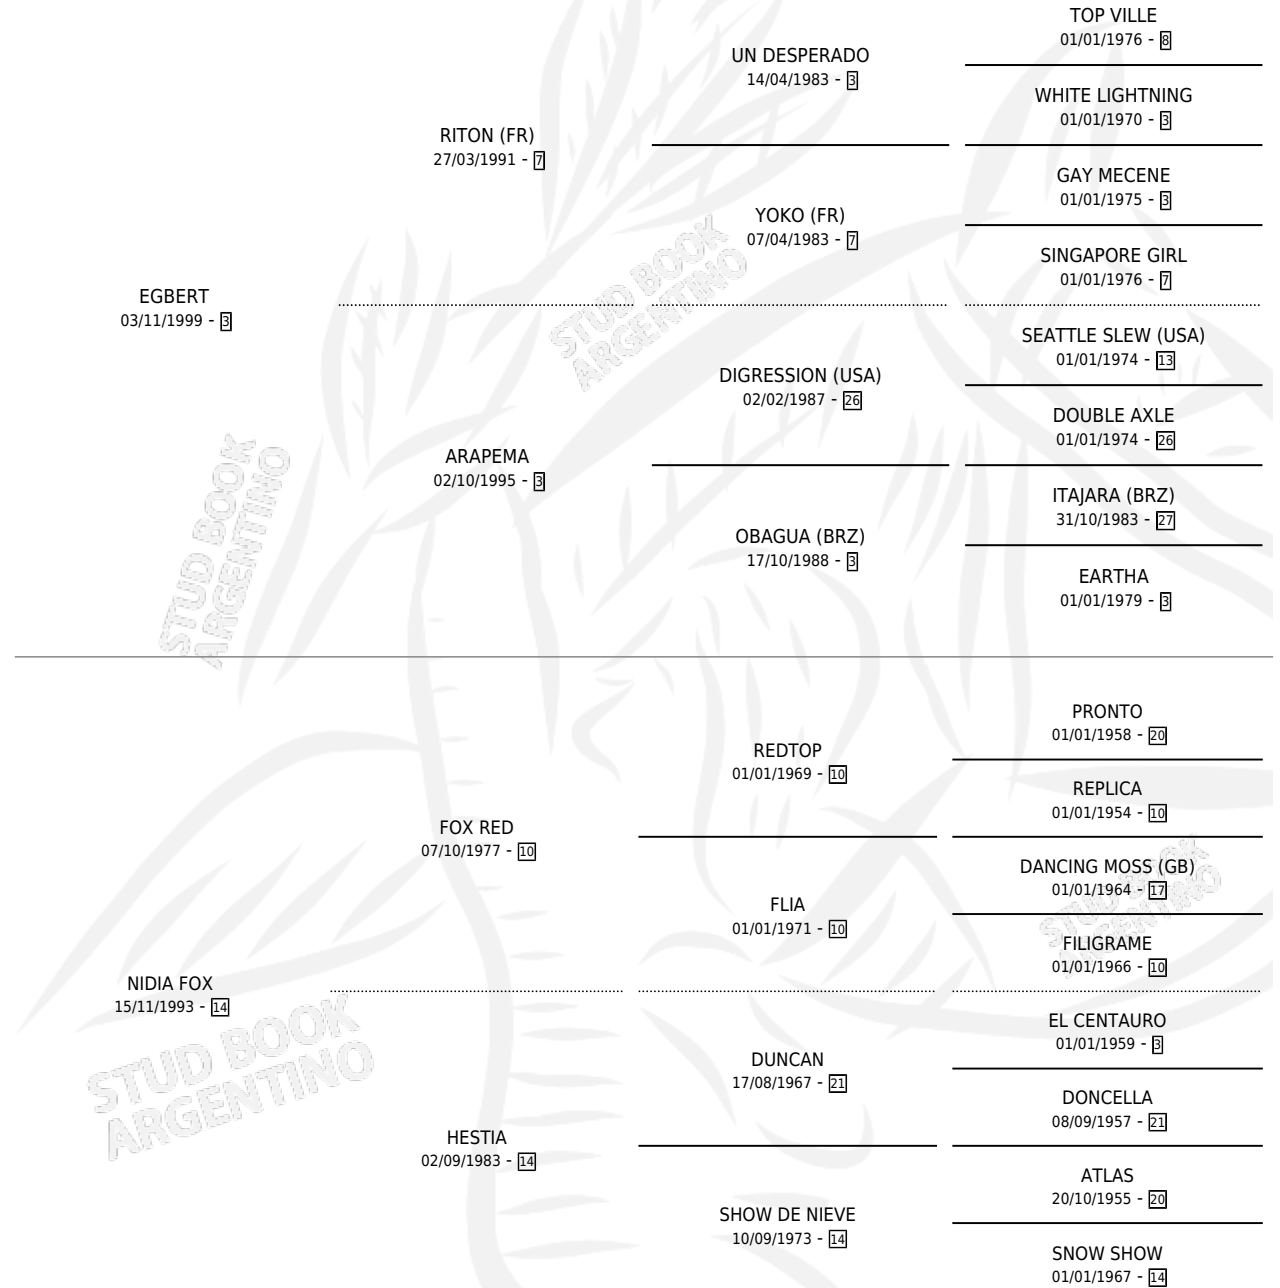 TOP VILLE
01/01/1976 - 8
UN DESPERADO
14/04/1983 - 3
WHITE LIGHTNING
01/01/1970 - 3
RITON (FR)
27/03/1991 - 7
GAY MECENE
01/01/1975 - 3
YOKO (FR)
07/04/1983 - 7
SINGAPORE GIRL
01/01/1976 - 7
EGBERT
03/11/1999 - 3
STUD BOOK
ARGENTINO
SEATTLE SLEW (USA)
01/01/1974 - 13
DIGRESSION (USA)
02/02/1987 - 26
DOUBLE AXLE
01/01/1974 - 26
ARAPEMA
02/10/1995 - 3
ITAJARA (BRZ)
31/10/1983 - 27
OBAGUA (BRZ)
17/10/1988 - 3
EARTHA
01/01/1979 - 3
STUD BOOK
ARGENTINO
PRONTO
01/01/1958 - 20
REDTOP
01/01/1969 - 10
REPLICA
01/01/1954 - 10
FOX RED
07/10/1977 - 10
DANCING MOSS (GB)
01/01/1964 - 17
FLIA
01/01/1971 - 10
STUD BOOK
ARGENTINO
FILIGRAME
01/01/1966 - 10
NIDIA FOX
15/11/1993 - 14
STUD BOOK
ARGENTINO
EL CENTAURO
01/01/1959 - 3
DUNCAN
17/08/1967 - 21
DONCELLA
08/09/1957 - 21
HESTIA
02/09/1983 - 14
ATLAS
20/10/1955 - 20
SHOW DE NIEVE
10/09/1973 - 14
SNOW SHOW
01/01/1967 - 14